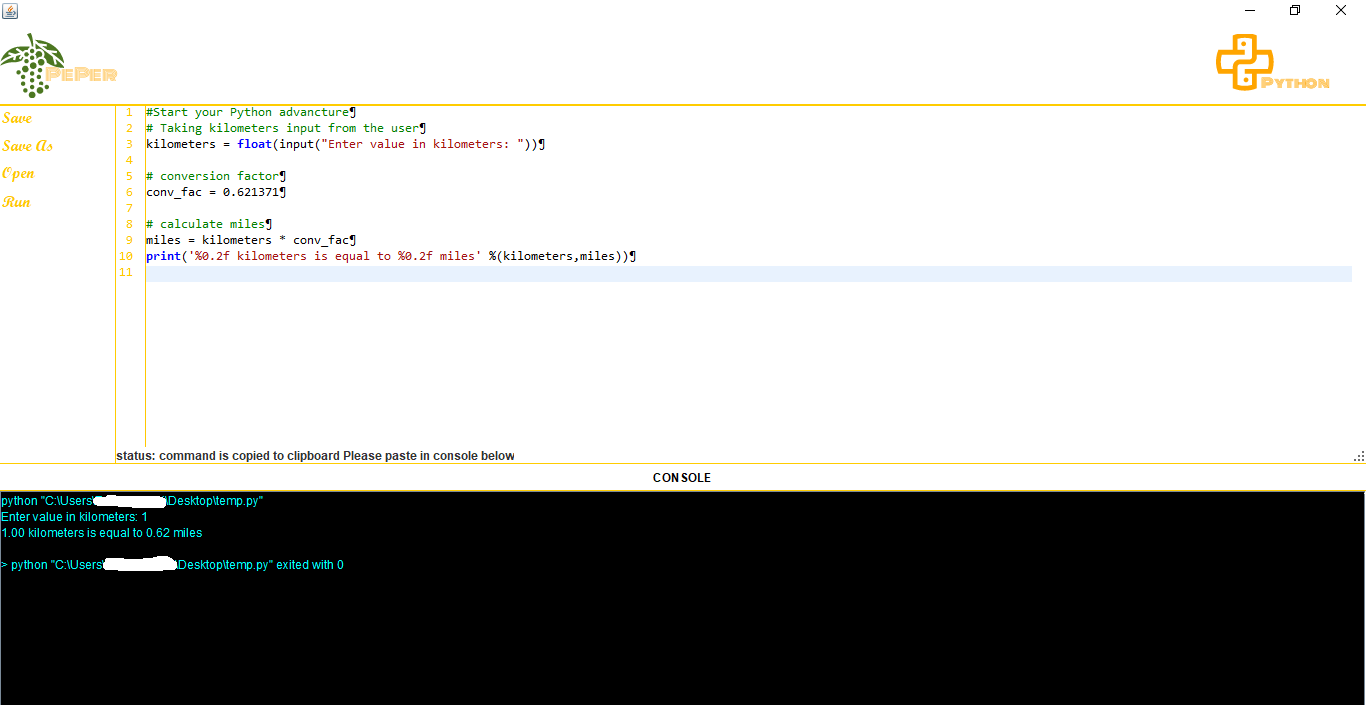 PEPER
PYTHON
Save
Save As
Open
Run
1 #Start your Python advancture¶
2 # Taking kilometers input from the user¶
3 kilometers = float(input("Enter value in kilometers: "))¶
4
5 # conversion factor¶
6 conv_fac = 0.621371¶
7
8 # calculate miles¶
9 miles = kilometers * conv_fac¶
10 print('%0.2f kilometers is equal to %0.2f miles' %(kilometers,miles))¶
11
status: command is copied to clipboard Please paste in console below
CONSOLE
python "C:\Users\ \Desktop\temp.py"
Enter value in kilometers: 1
1.00 kilometers is equal to 0.62 miles
> python "C:\Users\ \Desktop\temp.py" exited with 0